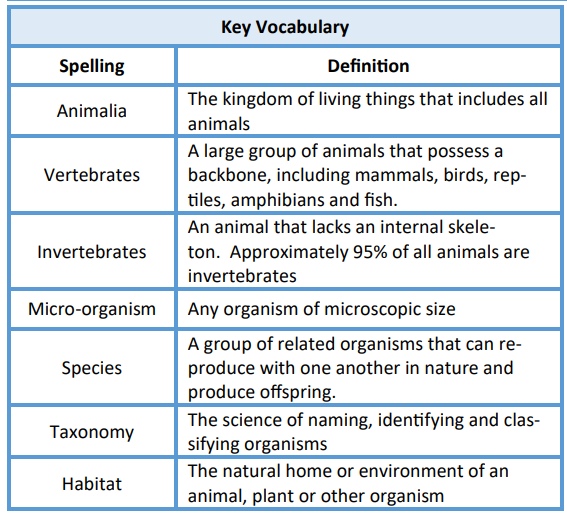 Key Vocabulary
Spelling Definition
Animalia
The kingdom of living things that includes all
animals
Vertebrates
A large group of animals that possess a
backbone, including mammals, birds, rep-
tiles, amphibians and fish.
Invertebrates
An animal that lacks an internal skele-
ton.  Approximately 95% of all animals are
invertebrates
Micro-organism
Any organism of microscopic size
Species
A group of related organisms that can re-
produce with one another in nature and
produce offspring.
Taxonomy
The science of naming, identifying and clas-
sifying organisms
Habitat
The natural home or environment of an
animal, plant or other organism